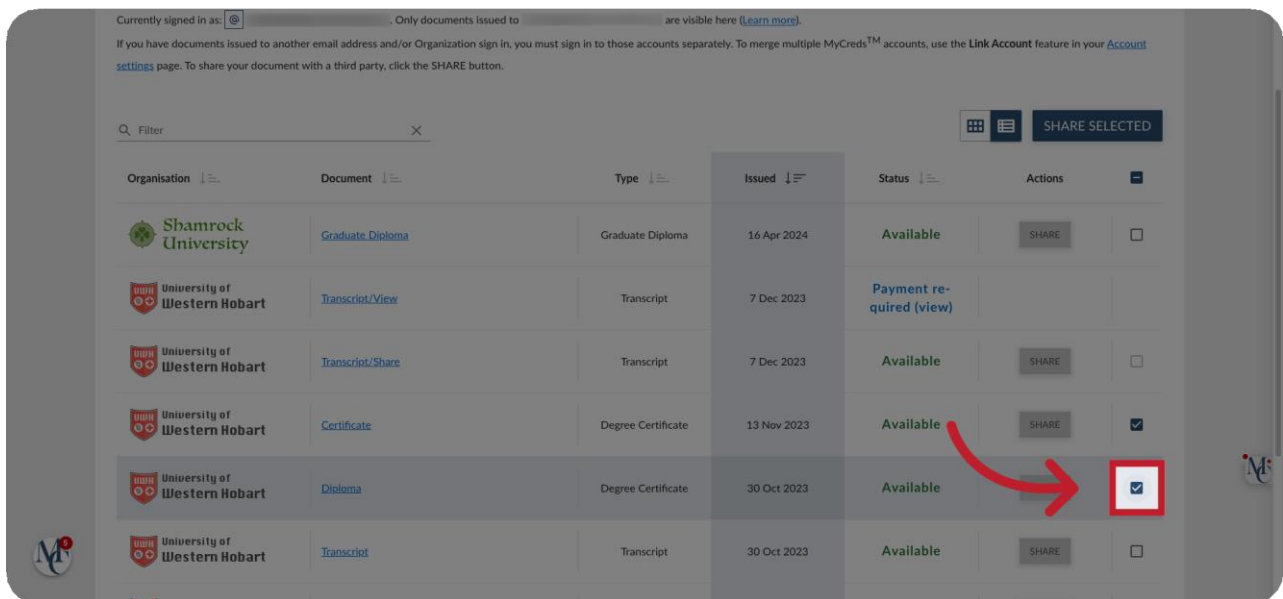 Currently signed in as: @ . Only documents issued to are visible here (Learn more).
If you have documents issued to another email address and/or Organization sign in, you must sign in to those accounts separately. To merge multiple MyCreds™ accounts, use the Link Account feature in your Account
settings page. To share your document with a third party, click the SHARE button.
Filter
SHARE SELECTED
Organisation Document Type Issued Status Actions
Shamrock
University Graduate Diploma Graduate Diploma 16 Apr 2024 Available SHARE
UWH University of
Western Hobart Transcript/View Transcript 7 Dec 2023 Payment re-
quired (view)
UWH University of
Western Hobart Transcript/Share Transcript 7 Dec 2023 Available SHARE
UWH University of
Western Hobart Certificate Degree Certificate 13 Nov 2023 Available SHARE
UWH University of
Western Hobart Diploma Degree Certificate 30 Oct 2023 Available
UWH University of
Western Hobart Transcript Transcript 30 Oct 2023 Available SHARE
MC 5